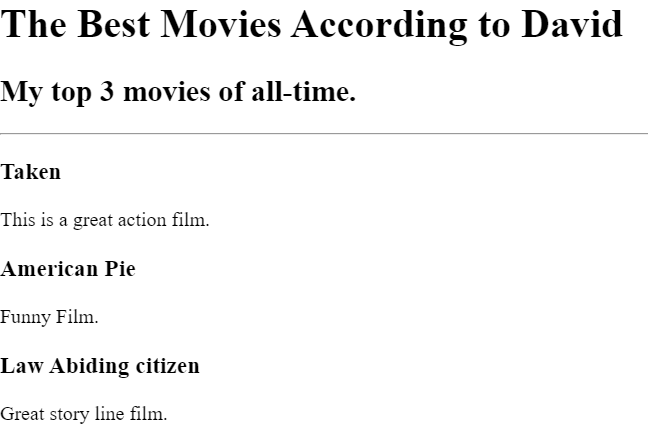 The Best Movies According to David
My top 3 movies of all-time.
Taken
This is a great action film.
American Pie
Funny Film.
Law Abiding citizen
Great story line film.